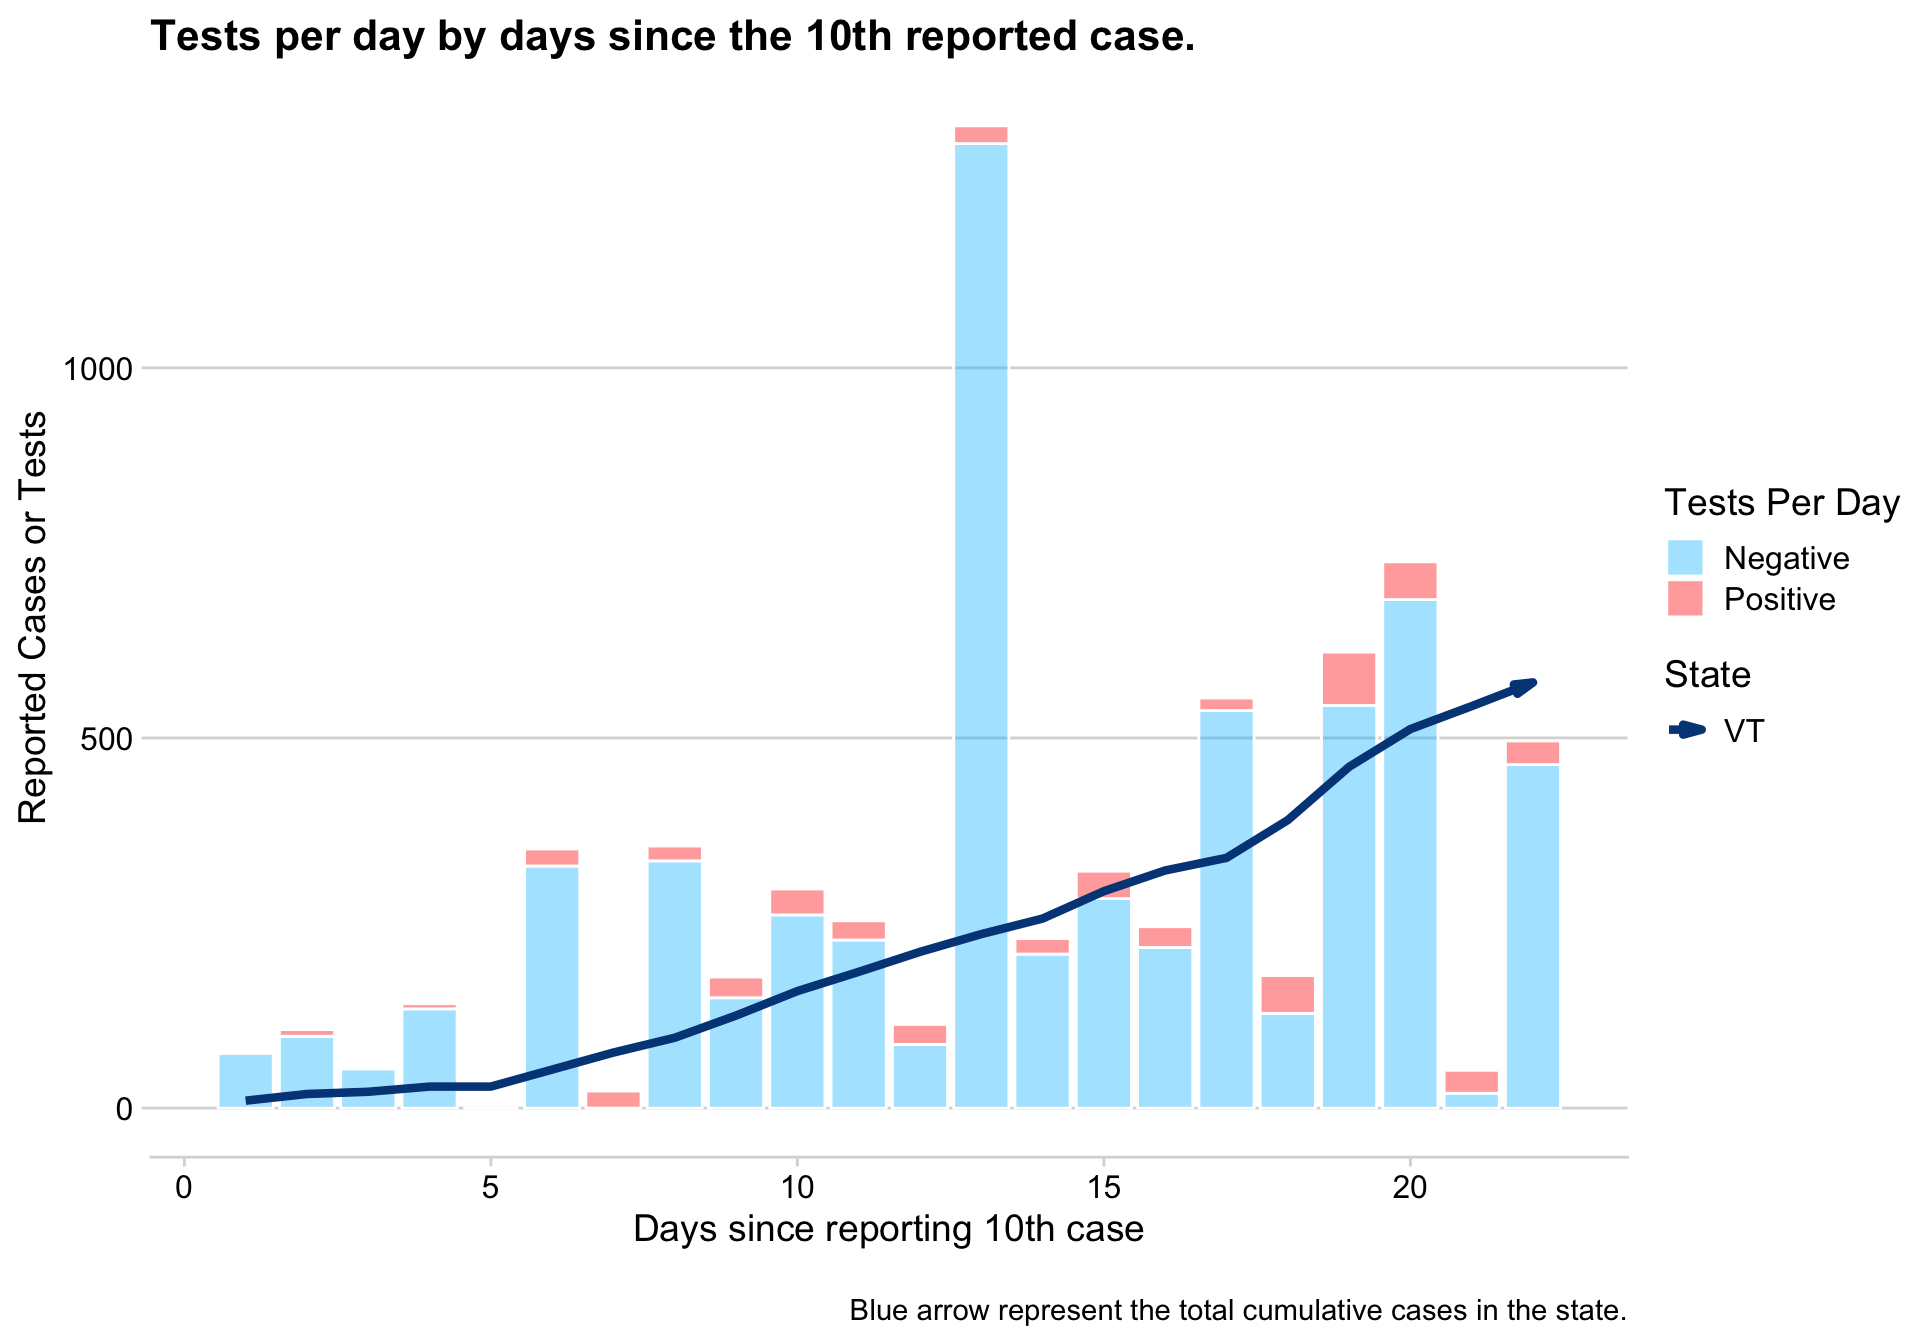 Tests per day by days since the 10th reported case.
Reported Cases or Tests
1000
500
0
0 5 10 15 20
Days since reporting 10th case
Tests Per Day
Negative
Positive
State
VT
Blue arrow represent the total cumulative cases in the state.